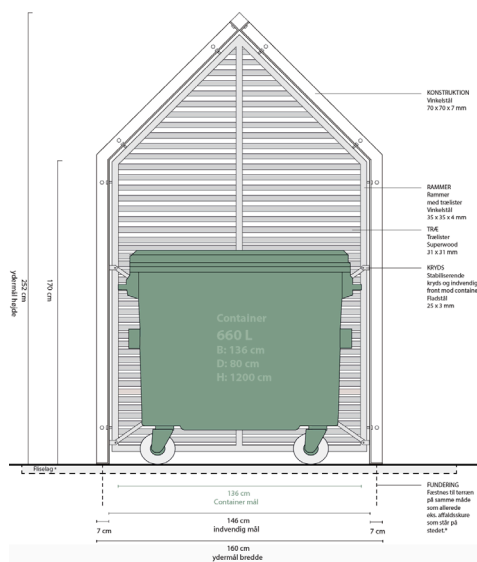 KONSTRUKTION
Vinkelstål
70 x 70 x 7 mm
RAMMER
Rammer
med trælister
Vinkelstål
35 x 35 x 4 mm
TRÆ
Trælister
Superwood
31 x 31 mm
KRYDS
Stabiliserende
kryds og indvendig
front mod container
Fladstål
25 x 3 mm
252 cm
ydermål højde
170 cm
Container
660 L
B: 136 cm
D: 80 cm
H: 1200 cm
Fliselag *
FUNDERING
Fæstnes til terræn
på samme måde
som allerede
eks. affaldsskure
som står på
stedet.*
136 cm
Container mål
146 cm
indvendig mål
7 cm
7 cm
160 cm
ydermål bredde